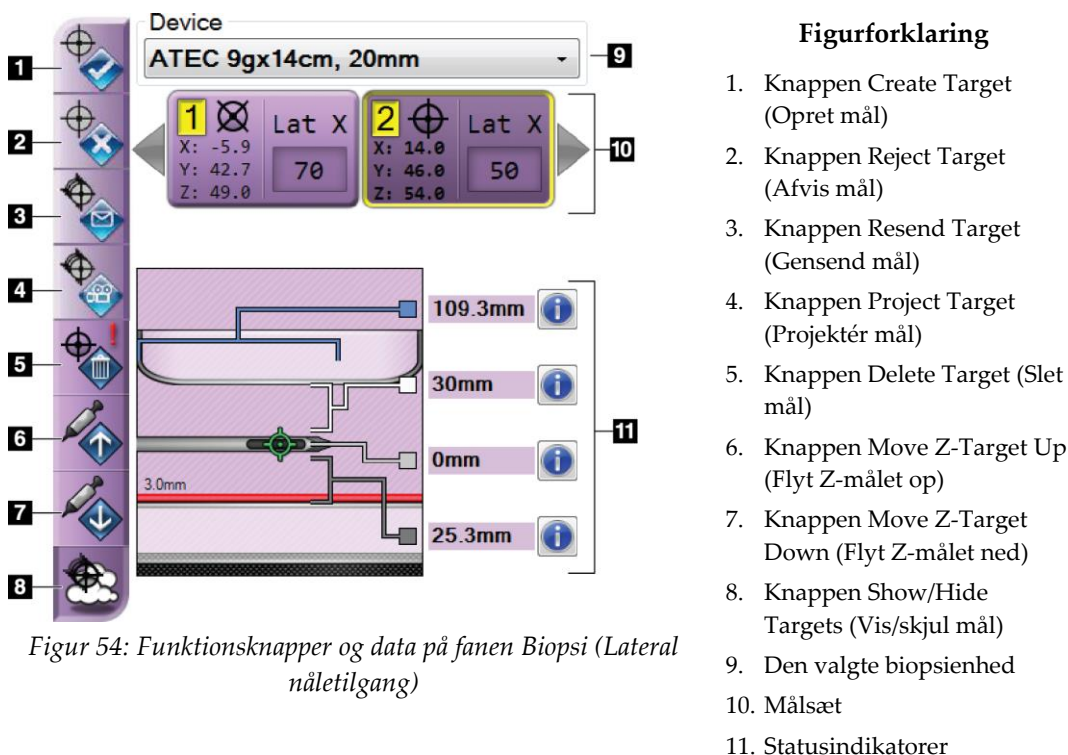 Device
ATEC 9gx14cm, 20mm
1
2
3
4
5
6
7
8
9
10
11
1
Lat X
X: -5.9
Y: 42.7
Z: 49.0
70
2
Lat X
X: 14.0
Y: 46.0
Z: 54.0
50
109.3mm
30mm
0mm
3.0mm
25.3mm
Figur 54: Funktionsknapper og data på fanen Biopsi (Lateral
nåletilgang)
Figurforklaring
1. Knappen Create Target
(Opret mål)
2. Knappen Reject Target
(Afvis mål)
3. Knappen Resend Target
(Gensend mål)
4. Knappen Project Target
(Projektér mål)
5. Knappen Delete Target (Slet
mål)
6. Knappen Move Z-Target Up
(Flyt Z-målet op)
7. Knappen Move Z-Target
Down (Flyt Z-målet ned)
8. Knappen Show/Hide
Targets (Vis/skjul mål)
9. Den valgte biopsienhed
10. Målsæt
11. Statusindikatorer